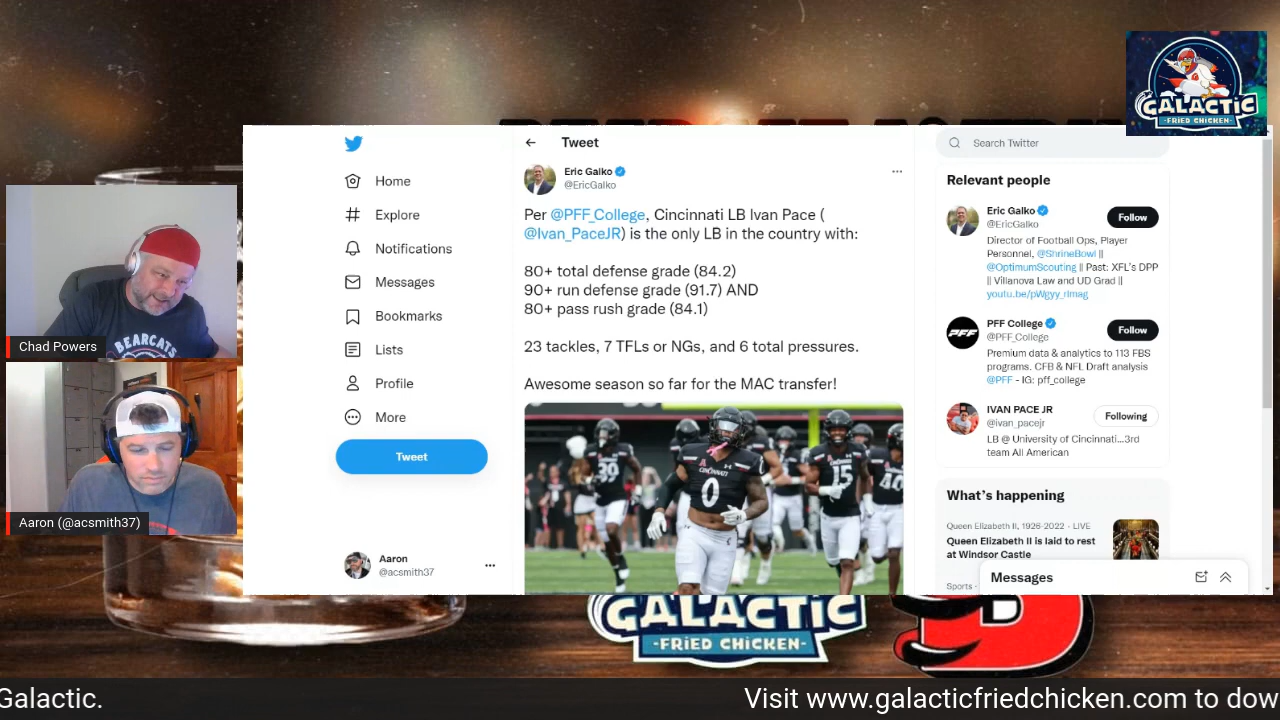 GALACTIC
-FRIED CHICKEN-
Tweet
Search Twitter
Home
Explore
Notifications
Messages
Bookmarks
Lists
Profile
More
Tweet
Aaron
@acsmith37
Eric Galko
@EricGalko
Per @PFF_College, Cincinnati LB Ivan Pace (
@Ivan_PaceJR) is the only LB in the country with:
80+ total defense grade (84.2)
90+ run defense grade (91.7) AND
80+ pass rush grade (84.1)
23 tackles, 7 TFLs or NGs, and 6 total pressures.
Awesome season so far for the MAC transfer!
39
0
40
Relevant people
Eric Galko
@EricGalko
Follow
Director of Football Ops, Player
Personnel, @ShrineBowl ||
@OptimumScouting || Past: XFL's DPP
|| Villanova Law and UD Grad ||
youtu.be/pWgyy_rImag
PFF
PFF College
@PFF_College
Follow
Premium data & analytics to 113 FBS
programs. CFB & NFL Draft analysis
@PFF - IG: pff_college
IVAN PACE JR
@ivan_pacejr
Following
LB @ University of Cincinnati...3rd
team All American
What's happening
Queen Elizabeth II, 1926-2022 · LIVE
Queen Elizabeth II is laid to rest
at Windsor Castle
Sports ·
Messages
BEARCATS
Chad Powers
Aaron (@acsmith37)
GALACTIC
-FRIED CHICKEN-
Galactic.
Visit www.galacticfriedchicken.com to dow